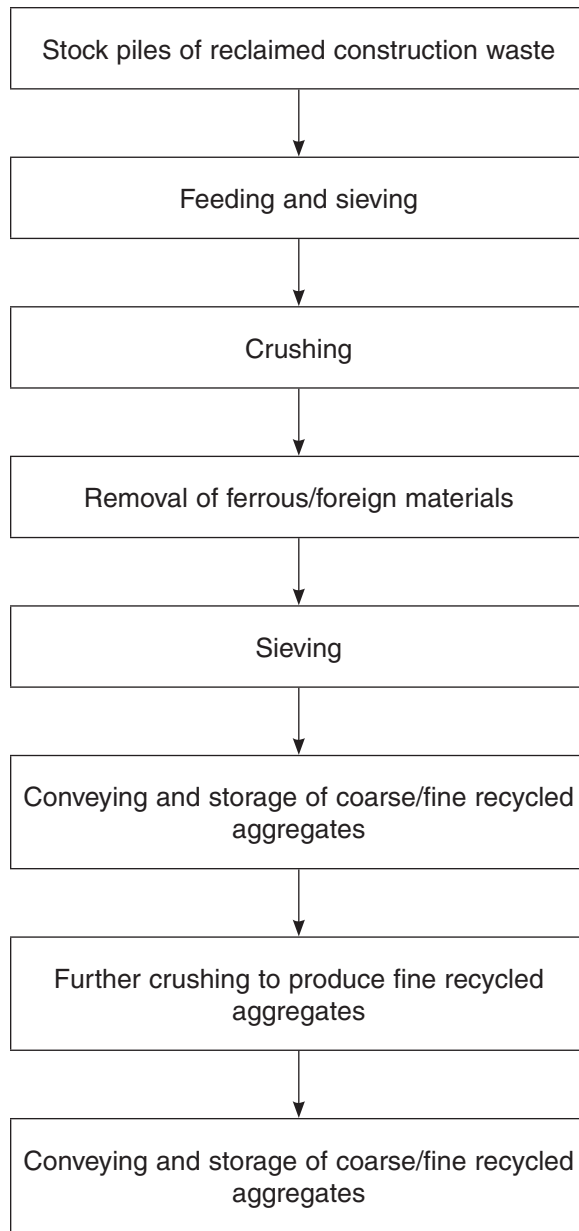 Stock piles of reclaimed construction waste
Feeding and sieving
Crushing
Removal of ferrous/foreign materials
Sieving
Conveying and storage of coarse/fine recycled
aggregates
Further crushing to produce fine recycled
aggregates
Conveying and storage of coarse/fine recycled
aggregates